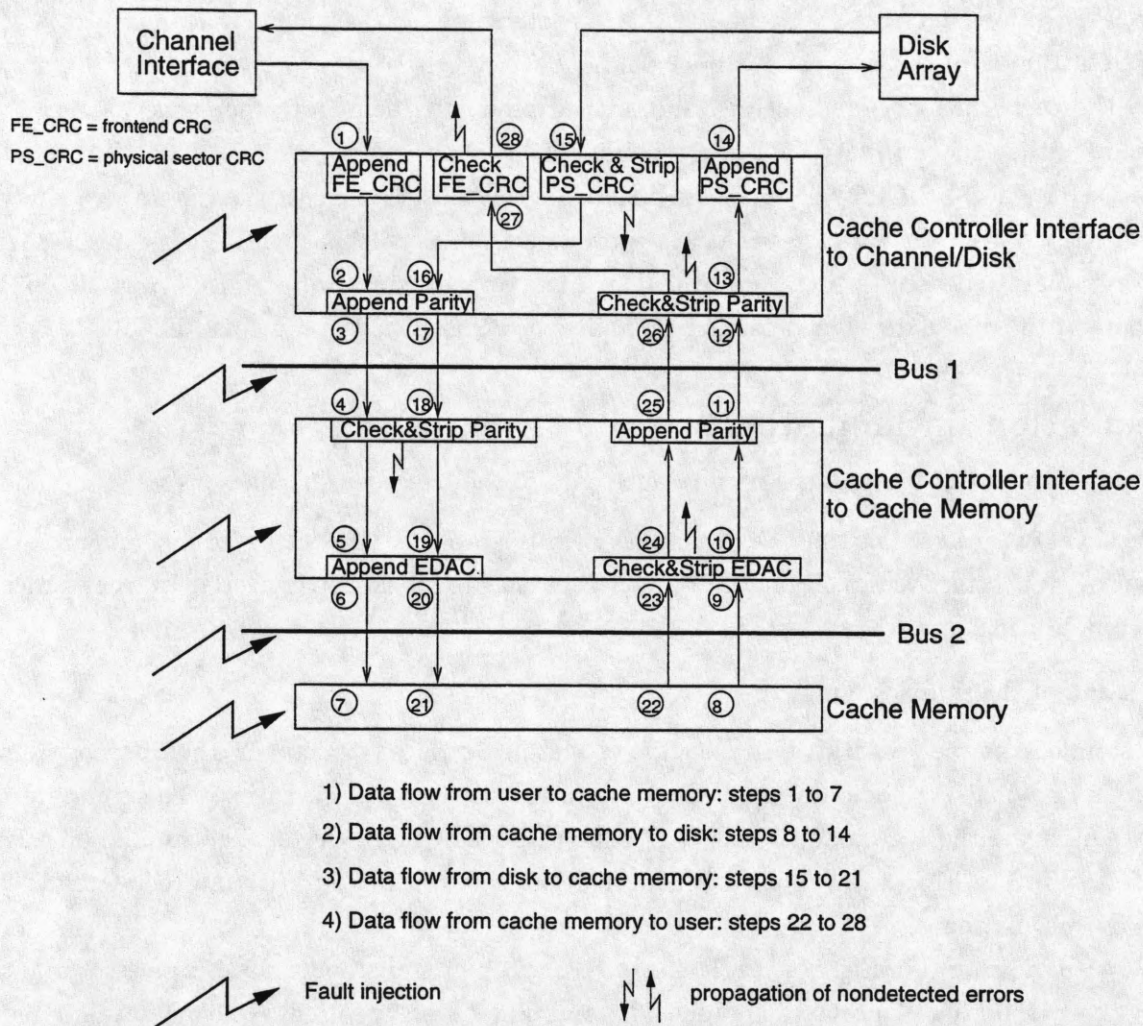 Channel
Interface
Disk
Array
FE_CRC = frontend CRC
PS_CRC = physical sector CRC
1
28
15
14
Append
FE_CRC
Check
FE_CRC
Check & Strip
PS_CRC
Append
PS_CRC
27
Cache Controller Interface
to Channel/Disk
2
16
13
Append Parity
Check&Strip Parity
3
17
26
12
Bus 1
4
18
25
11
Check&Strip Parity
Append Parity
Cache Controller Interface
to Cache Memory
5
19
24
10
Append EDAC.
Check&Strip EDAC
6
20
23
9
Bus 2
7
21
22
8
Cache Memory
1) Data flow from user to cache memory: steps 1 to 7
2) Data flow from cache memory to disk: steps 8 to 14
3) Data flow from disk to cache memory: steps 15 to 21
4) Data flow from cache memory to user: steps 22 to 28
Fault injection
propagation of nondetected errors